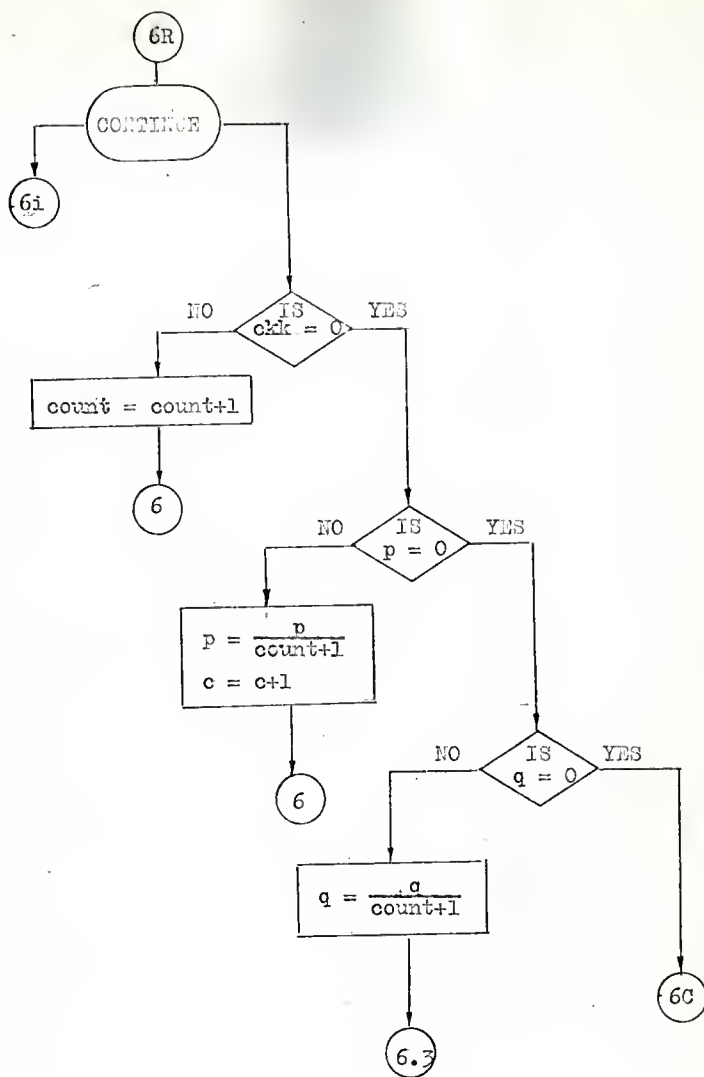 6R
CONTINUE
6i
NO IS YES
ckk = 0
count = count+1
6
NO IS YES
p = 0
p = p
count+1
c = c+1
6
NO IS YES
q = 0
q = q
count+1
6C
6.3